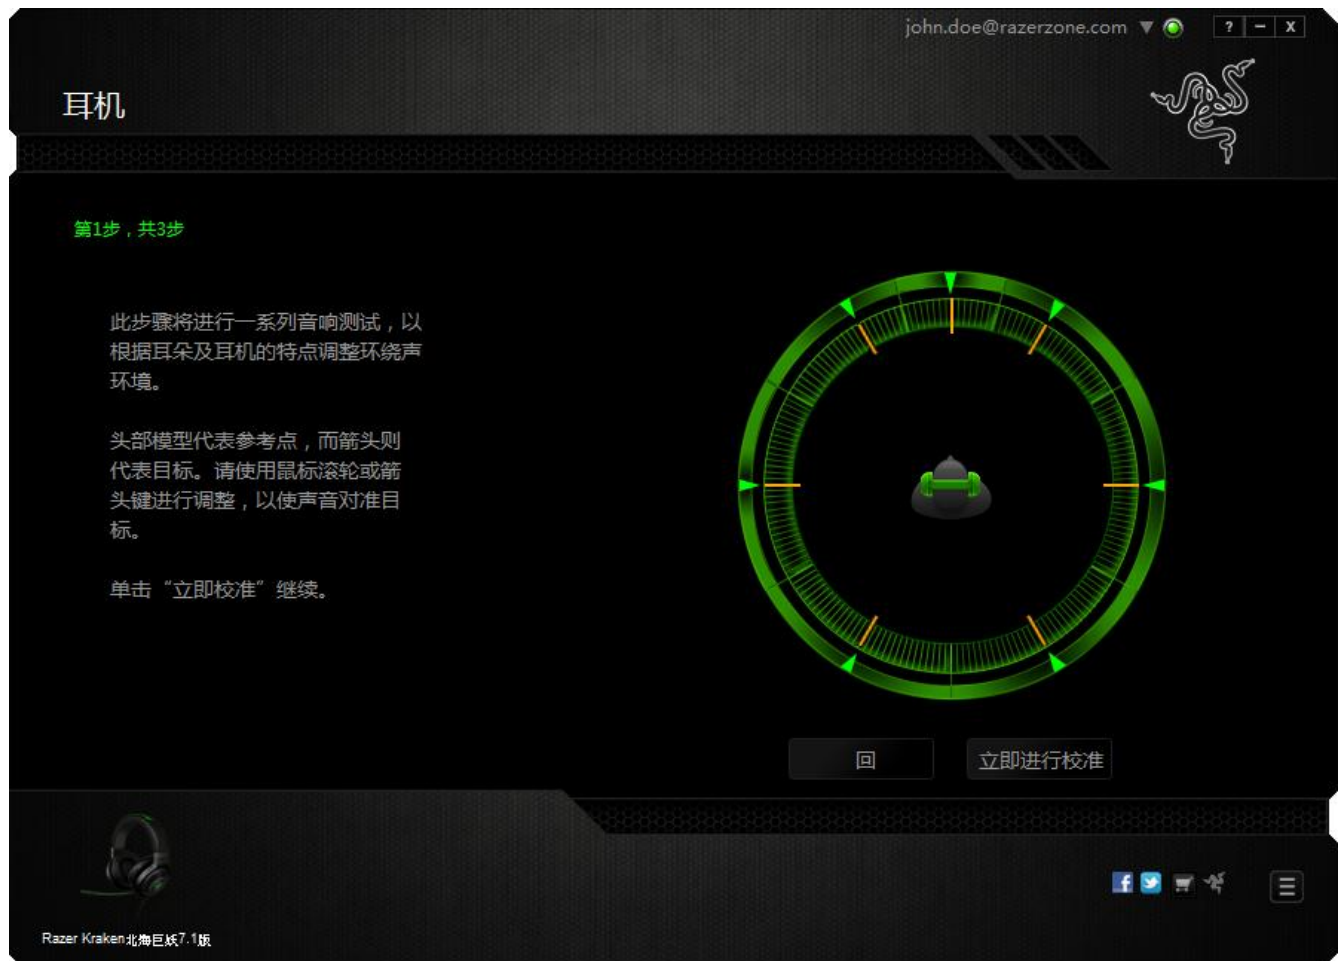 john.doe@razerzone.com
? – X
耳机
第1步，共3步
此步骤将进行一系列音响测试，以
根据耳朵及耳机的特点调整环绕声
环境。
头部模型代表参考点，而箭头则
代表目标。请使用鼠标滚轮或箭
头键进行调整，以使声音对准目
标。
单击“立即校准”继续。
回
立即进行校准
Razer Kraken北海巨妖7.1版